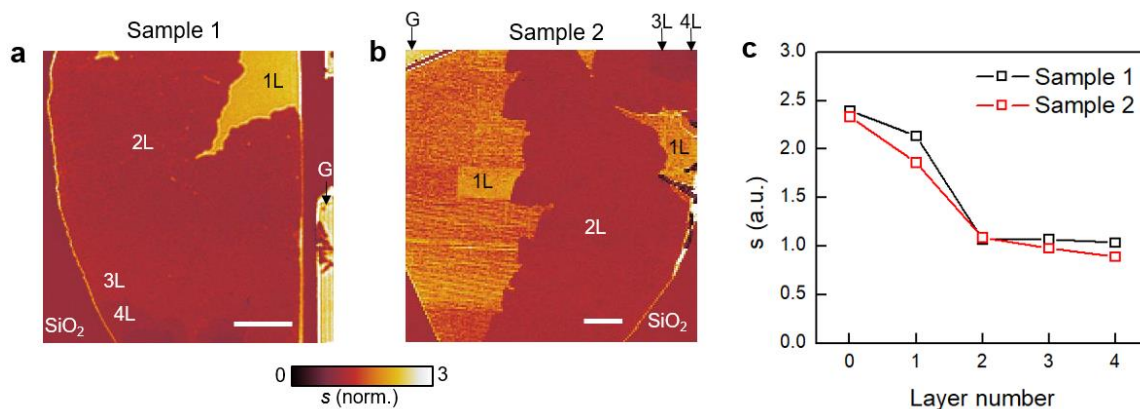 a
Sample 1
1L
2L
G
3L
4L
SiO₂
b
G
Sample 2
3L 4L
1L
1L
2L
SiO₂
0 3
s (norm.)
c
3.0
2.5
2.0
1.5
1.0
0.5
0.0
s (a.u.)
Sample 1
Sample 2
0 1 2 3 4
Layer number